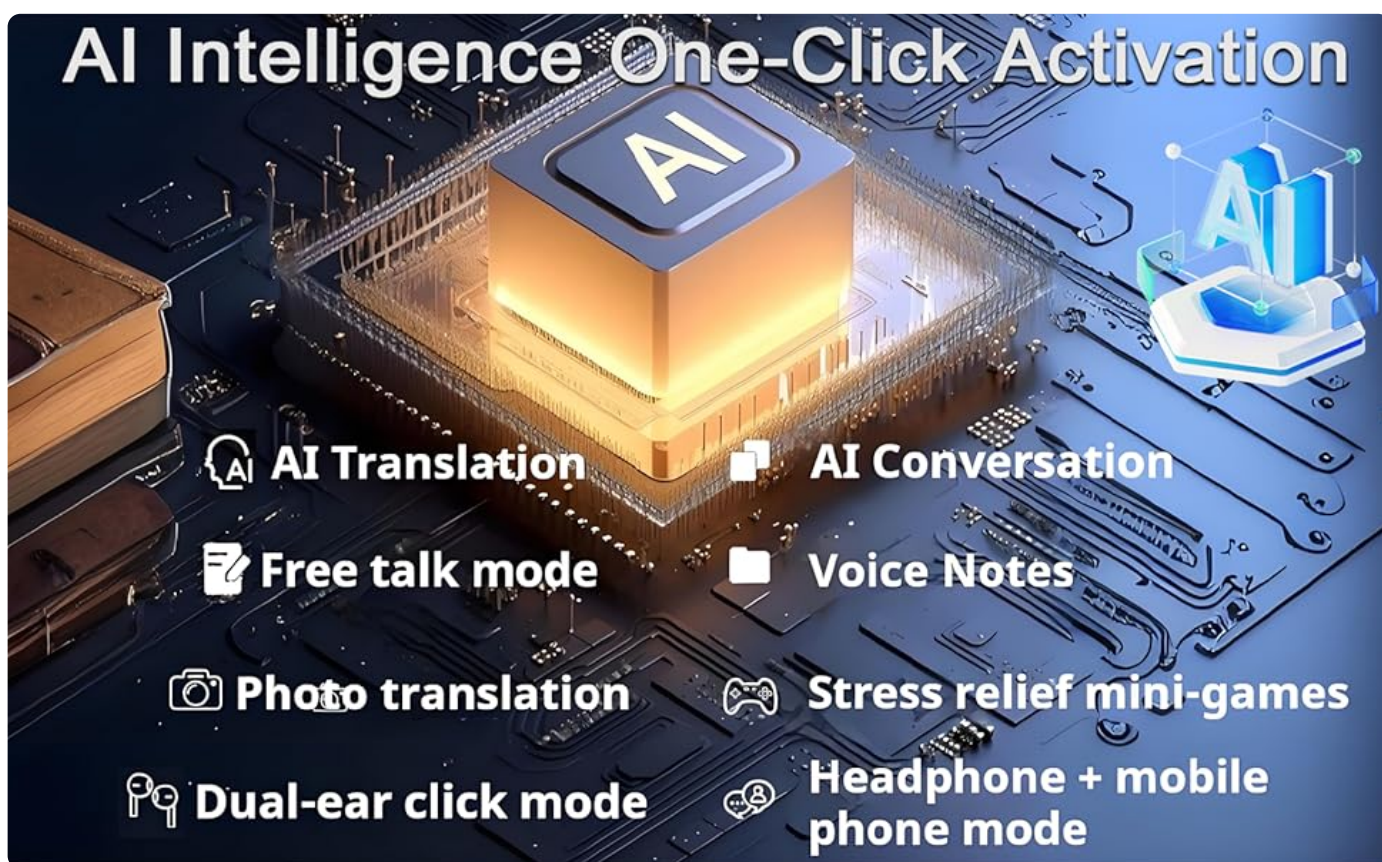 AI Intelligence One-Click Activation
AI
AI
AI AI Translation
AI Conversation
Free talk mode
Voice Notes
Photo translation
Stress relief mini-games
Dual-ear click mode
Headphone + mobile
phone mode